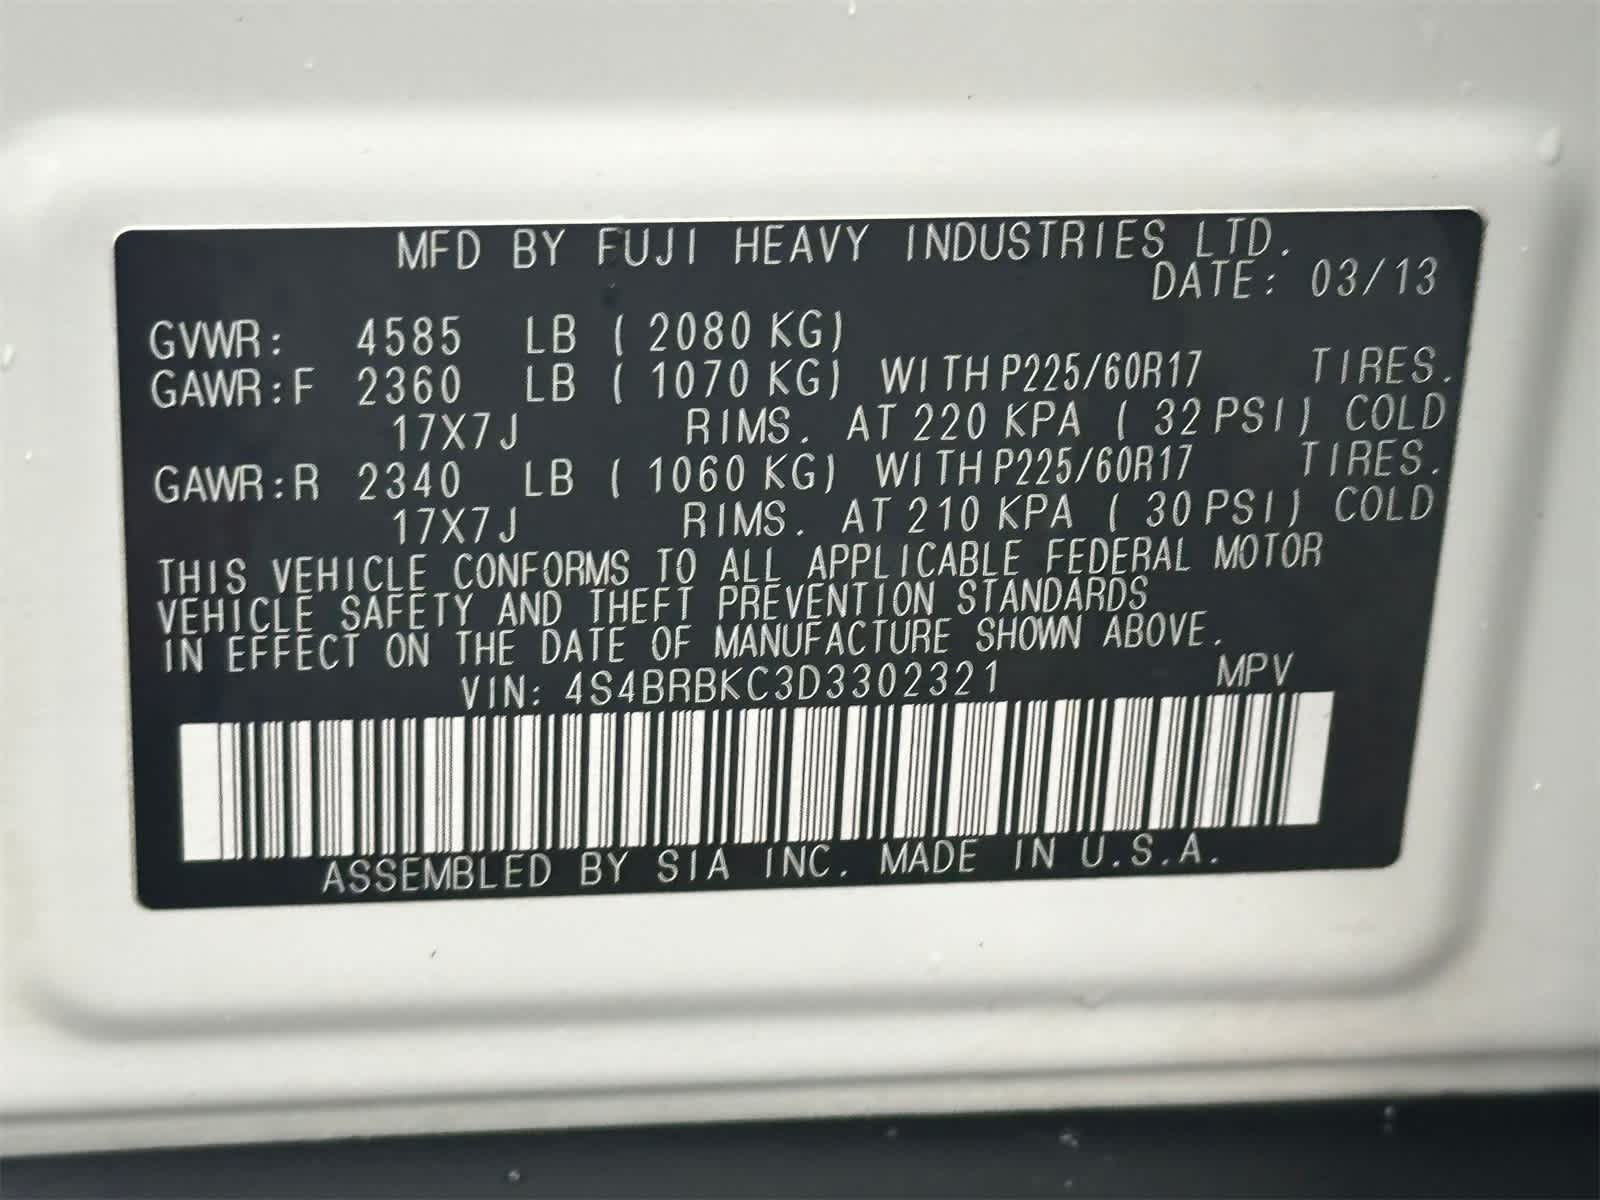 MFD BY FUJI HEAVY INDUSTRIES LTD.
DATE: 03/13
GVWR: 4585 LB ( 2080 KG)
GAWR:F 2360 LB ( 1070 KG) WITH P225/60R17 TIRES.
17X7J RIMS. AT 220 KPA ( 32 PSI) COLD
GAWR:R 2340 LB ( 1060 KG) WITH P225/60R17 TIRES.
17X7J RIMS. AT 210 KPA ( 30 PSI) COLD
THIS VEHICLE CONFORMS TO ALL APPLICABLE FEDERAL MOTOR
VEHICLE SAFETY AND THEFT PREVENTION STANDARDS
IN EFFECT ON THE DATE OF MANUFACTURE SHOWN ABOVE.
VIN: 4S4BRBKC3D3302321 MPV
ASSEMBLED BY SIA INC. MADE IN U.S.A.